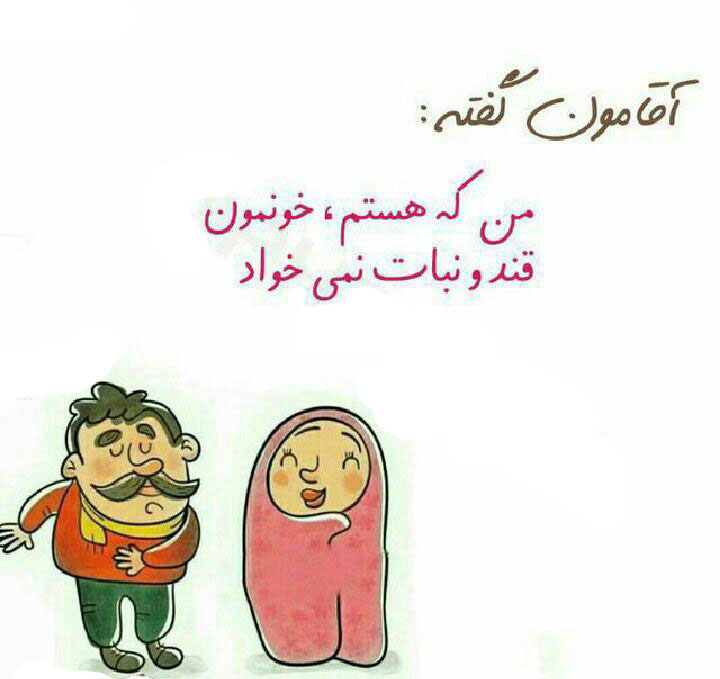 آقامون گفته:
من که هستم، خونمون
قند و نبات نمی خواد